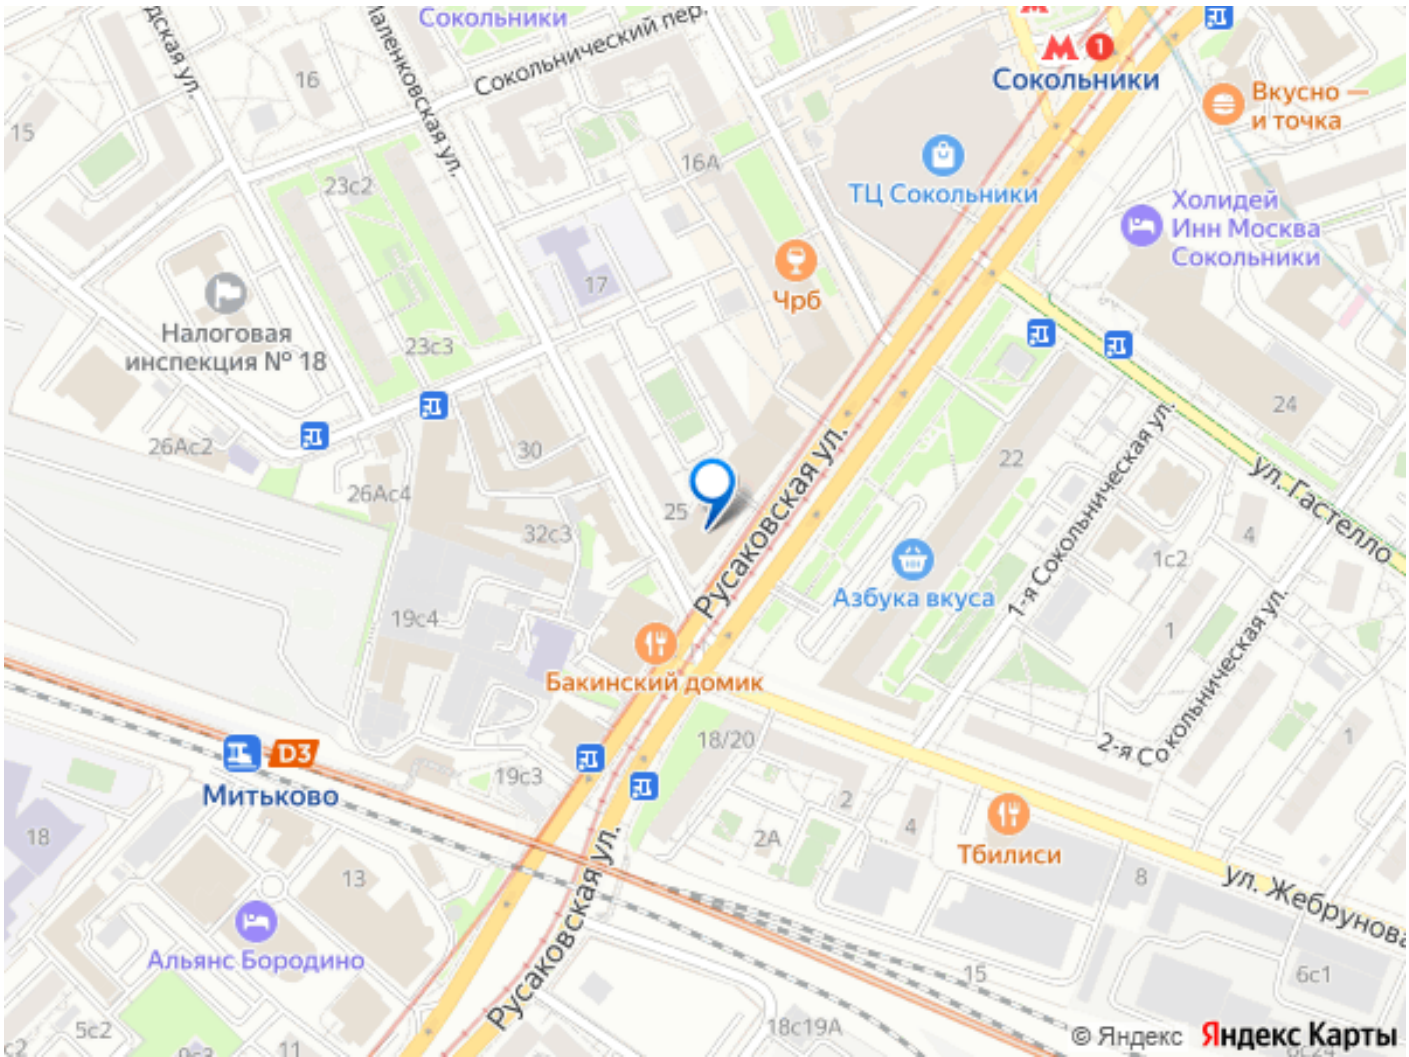 Сокольники
Сокольнический пер.
Маленковская ул.
ская ул.
16
15
М 1
Сокольники
Вкусно —
и точка
16А
23с2
ТЦ Сокольники
Холидей
Инн Москва
Сокольники
17
Чрб
Налоговая
инспекция № 18
23с3
24
26Ас2
30
22
26Ас4
25
32с3
Русаковская ул.
1-я Сокольническая ул.
ул. Гастелло
4
1с2
Азбука вкуса
19с4
1
Бакинский домик
2-я Сокольническая ул.
1
18/20
D3
Митьково
19с3
2
4
2А
Тбилиси
18
13
8
ул. Жебрунова
Русаковская ул.
Альянс Бородино
15
6с1
5с2
18с19А
11
© Яндекс Яндекс Карты